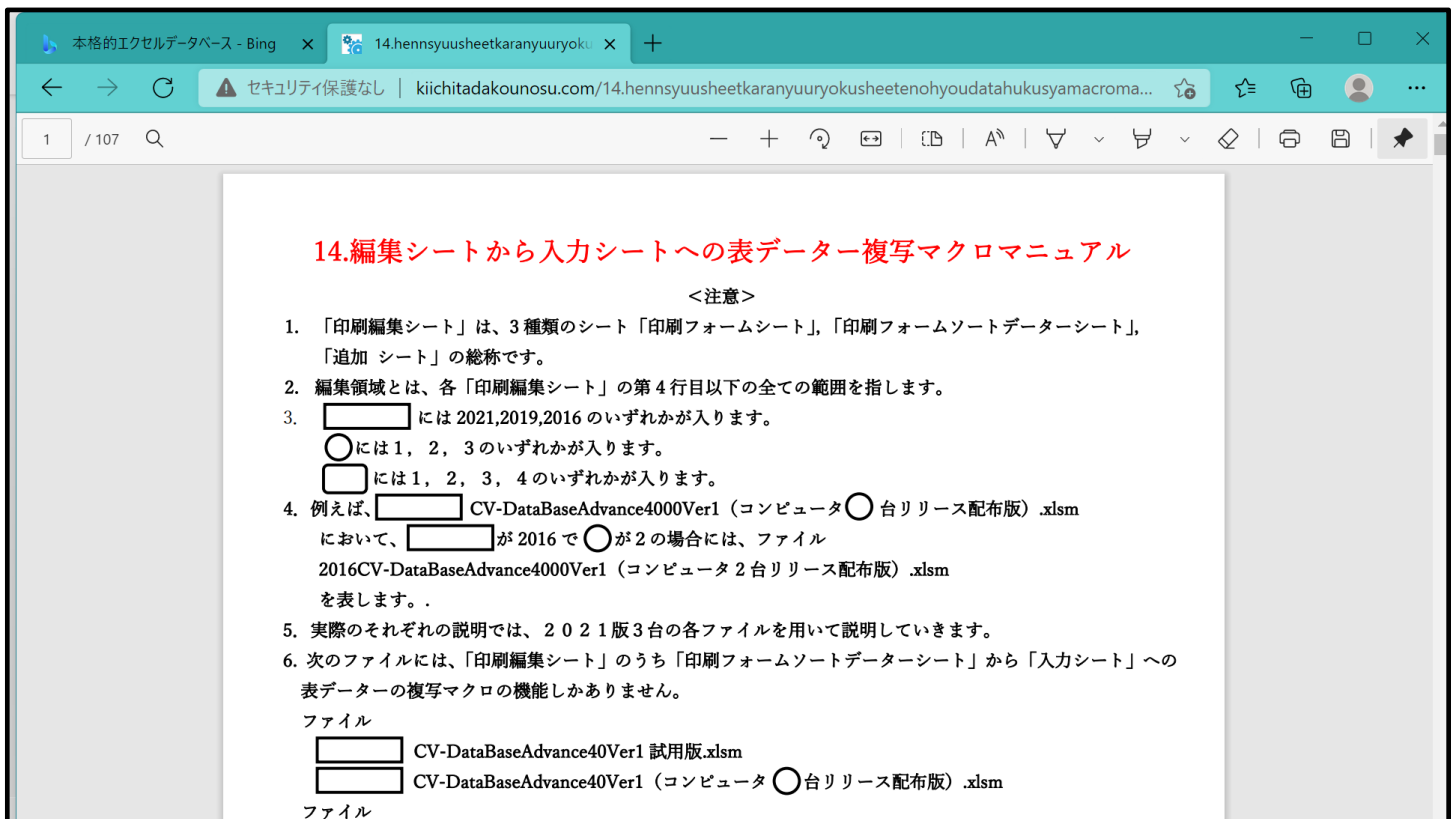 本格的エクセルデータベース - Bing
14.hennsyuusheetkaranyuuryoku
セキュリティ保護なし | kiichitadakounosu.com/14.hennsyuusheetkaranyuuryokusheetenohyoudatahukusyamacroma...
1 / 107
14.編集シートから入力シートへの表データー複写マクロマニュアル
＜注意＞
1. 「印刷編集シート」は、3 種類のシート「印刷フォームシート」,「印刷フォームソートデーターシート」,
「追加 シート」の総称です。
2. 編集領域とは、各「印刷編集シート」の第 4 行目以下の全ての範囲を指します。
3. には 2021,2019,2016 のいずれかが入ります。
には１，２，３のいずれかが入ります。
には１，２，３，４のいずれかが入ります。
4. 例えば、 CV-DataBaseAdvance4000Ver1（コンピュータ 台リリース配布版）.xlsm
において、 が 2016 で が 2 の場合には、ファイル
2016CV-DataBaseAdvance4000Ver1（コンピュータ 2 台リリース配布版）.xlsm
を表します。.
5. 実際のそれぞれの説明では、２０２１版３台の各ファイルを用いて説明していきます。
6. 次のファイルには、「印刷編集シート」のうち「印刷フォームソートデーターシート」から「入力シート」への
表データーの複写マクロの機能しかありません。
ファイル
CV-DataBaseAdvance40Ver1 試用版.xlsm
CV-DataBaseAdvance40Ver1（コンピュータ 台リリース配布版）.xlsm
ファイル